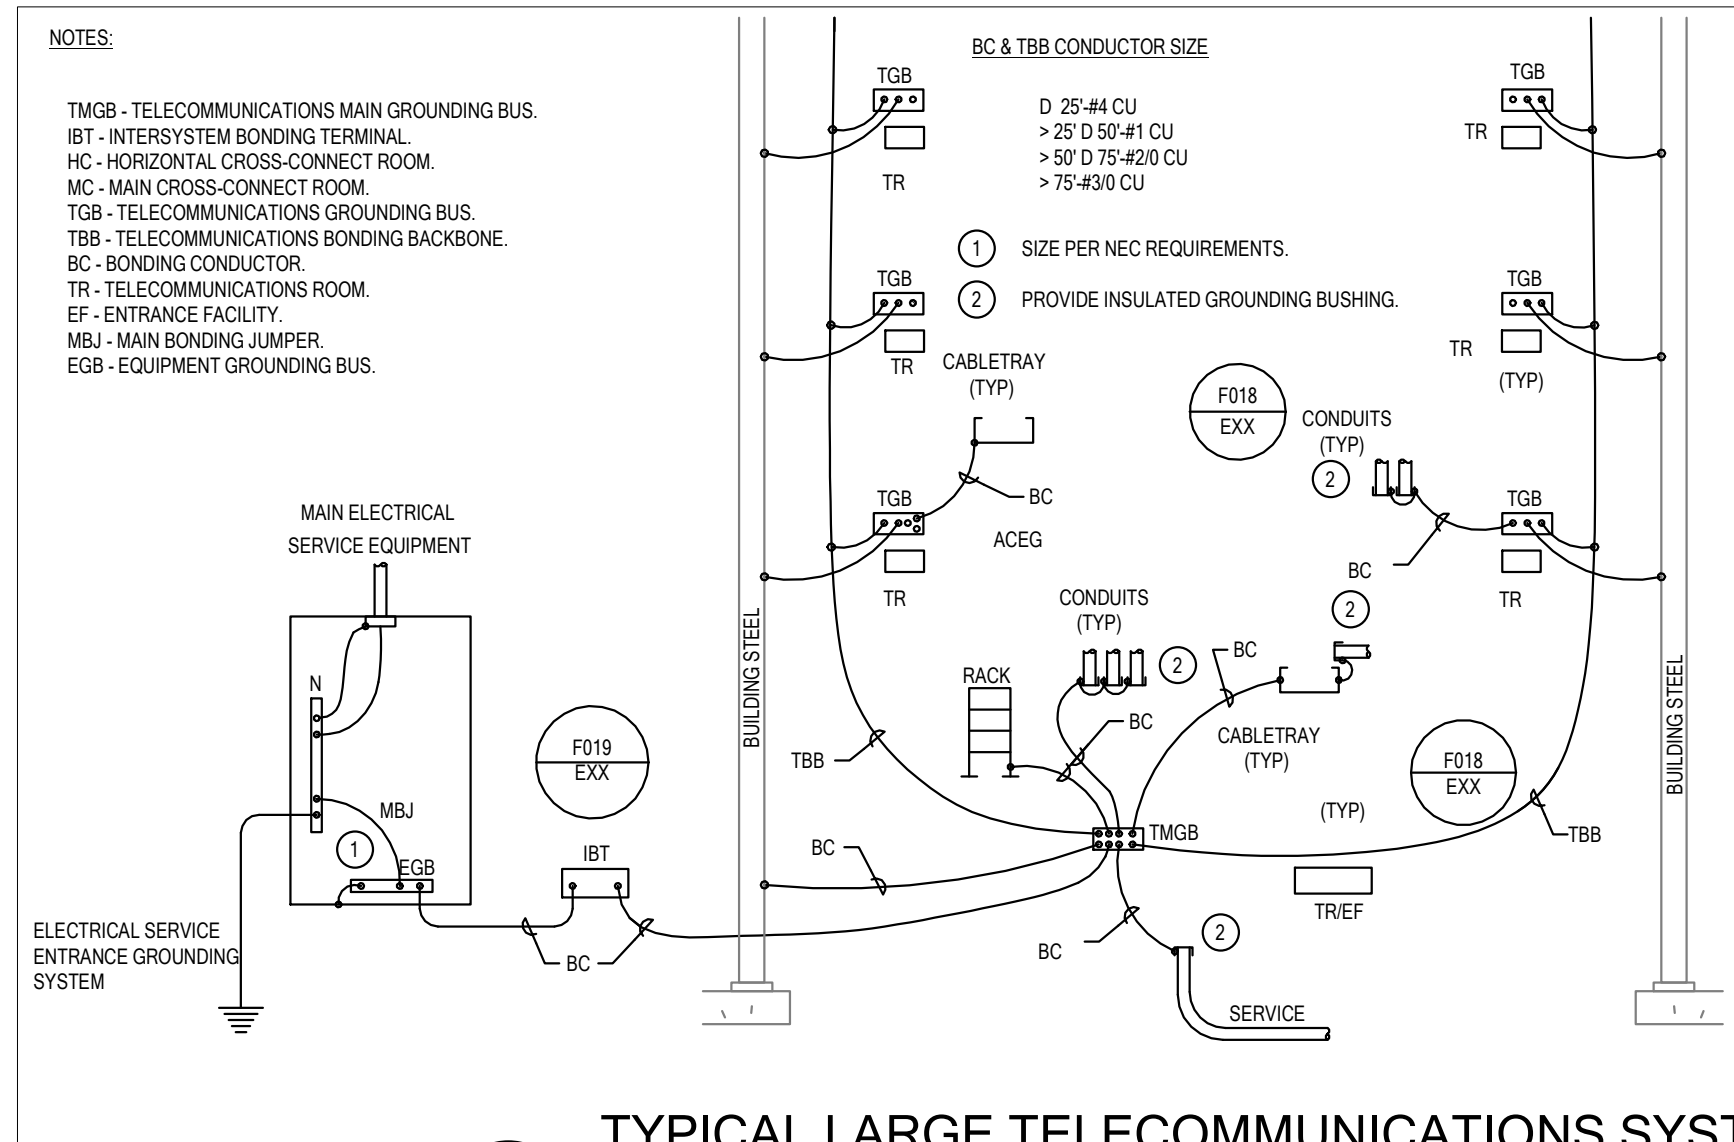 NOTES:
TMGB - TELECOMMUNICATIONS MAIN GROUNDING BUS.
IBT - INTERSYSTEM BONDING TERMINAL.
HC - HORIZONTAL CROSS-CONNECT ROOM.
MC - MAIN CROSS-CONNECT ROOM.
TGB - TELECOMMUNICATIONS GROUNDING BUS.
TBB - TELECOMMUNICATIONS BONDING BACKBONE.
BC - BONDING CONDUCTOR.
TR - TELECOMMUNICATIONS ROOM.
EF - ENTRANCE FACILITY.
MBJ - MAIN BONDING JUMPER.
EGB - EQUIPMENT GROUNDING BUS.
BC & TBB CONDUCTOR SIZE
D 25'-#4 CU
> 25' D 50'-#1 CU
> 50' D 75'-#2/0 CU
> 75'-#3/0 CU
1 SIZE PER NEC REQUIREMENTS.
2 PROVIDE INSULATED GROUNDING BUSHING.
TGB
TR
TGB
TR
TGB
TR
TGB
TR
(TYP)
CABLETRAY
(TYP)
BC
TGB
ACEG
TR
F018
EXX
CONDUITS
(TYP)
2
TGB
BC
TR
MAIN ELECTRICAL
SERVICE EQUIPMENT
N
MBJ
1
EGB
F019
EXX
IBT
BC
ELECTRICAL SERVICE
ENTRANCE GROUNDING
SYSTEM
BUILDING STEEL
TBB
RACK
CONDUITS
(TYP)
2
BC
BC
2
CABLETRAY
(TYP)
F018
EXX
(TYP)
TMGB
BC
TBB
TR/EF
BC
2
SERVICE
BUILDING STEEL
TYPICAL LARGE TELECOMMUNICATIONS SYST